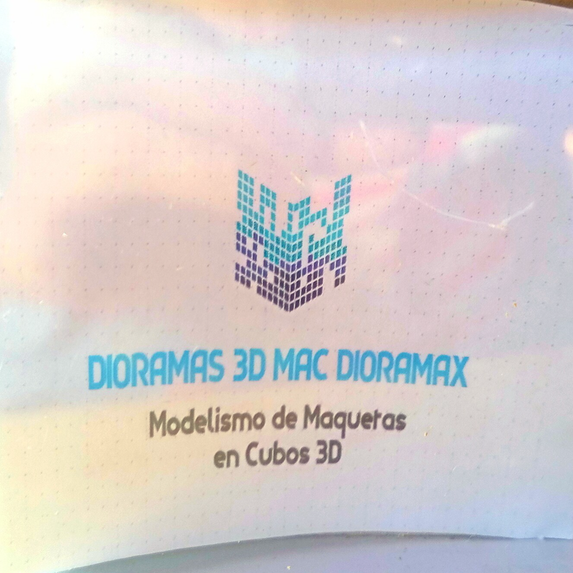 DIORAMAS 3D MAC DIORAMAX
Modelismo de Maquetas
en Cubos 3D